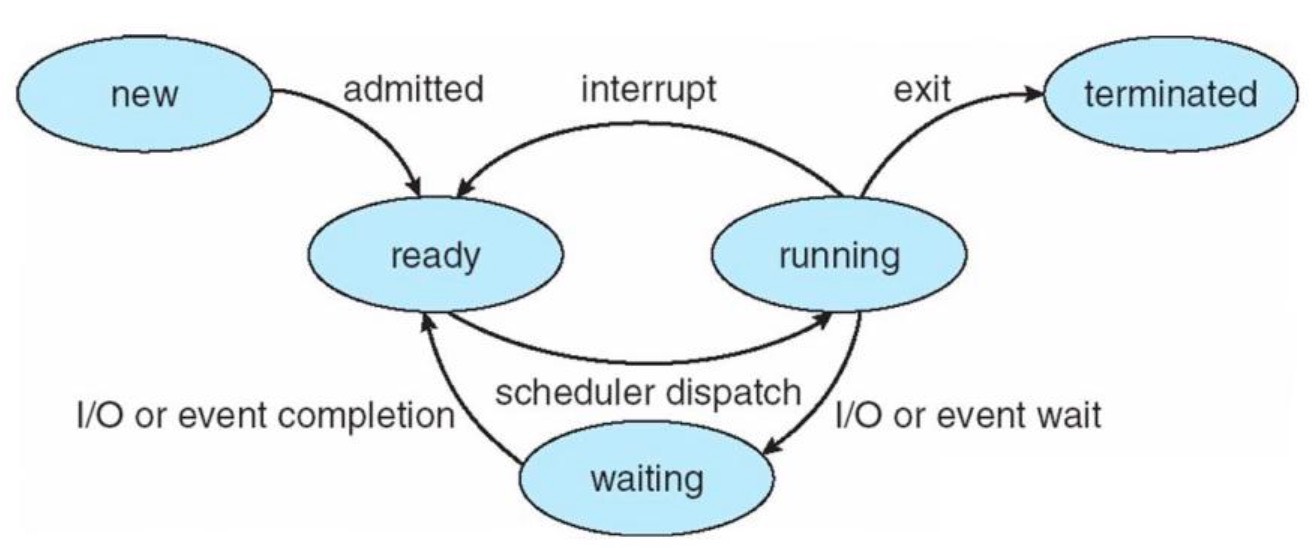 new
admitted
interrupt
exit
terminated
ready
running
scheduler dispatch
I/O or event completion
I/O or event wait
waiting